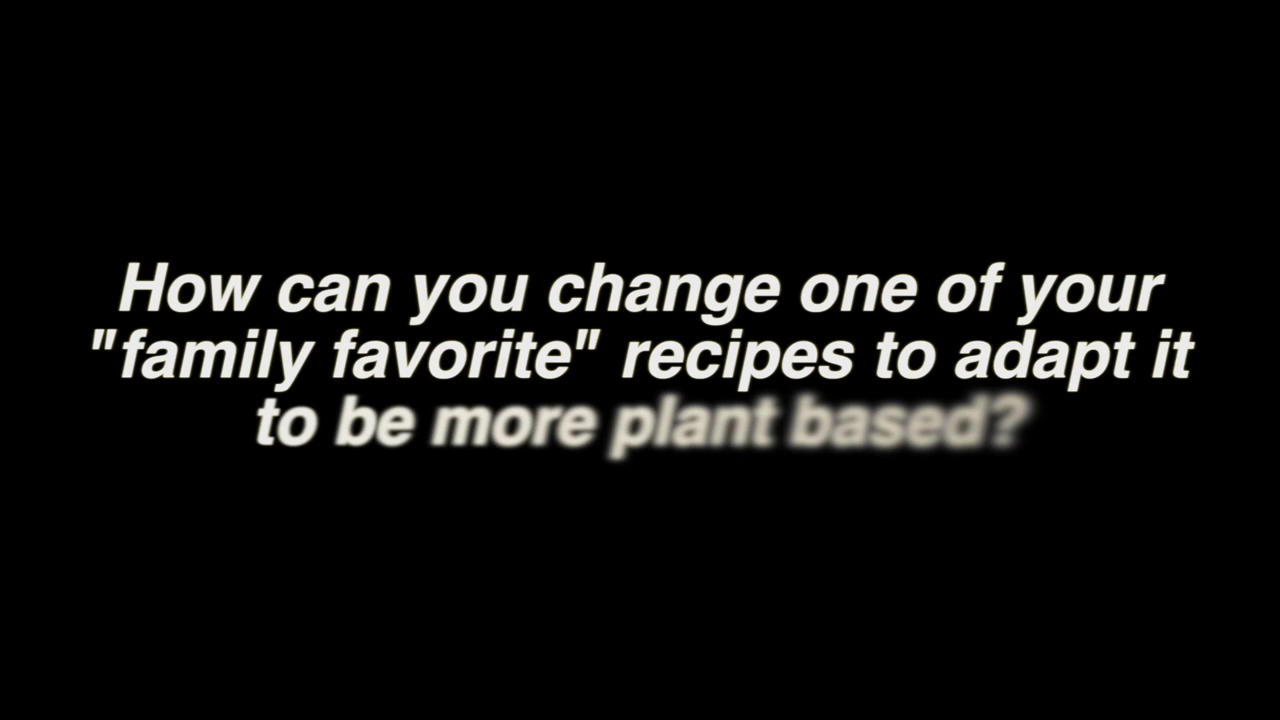 How can you change one of your
"family favorite" recipes to adapt it
to be more plant based?